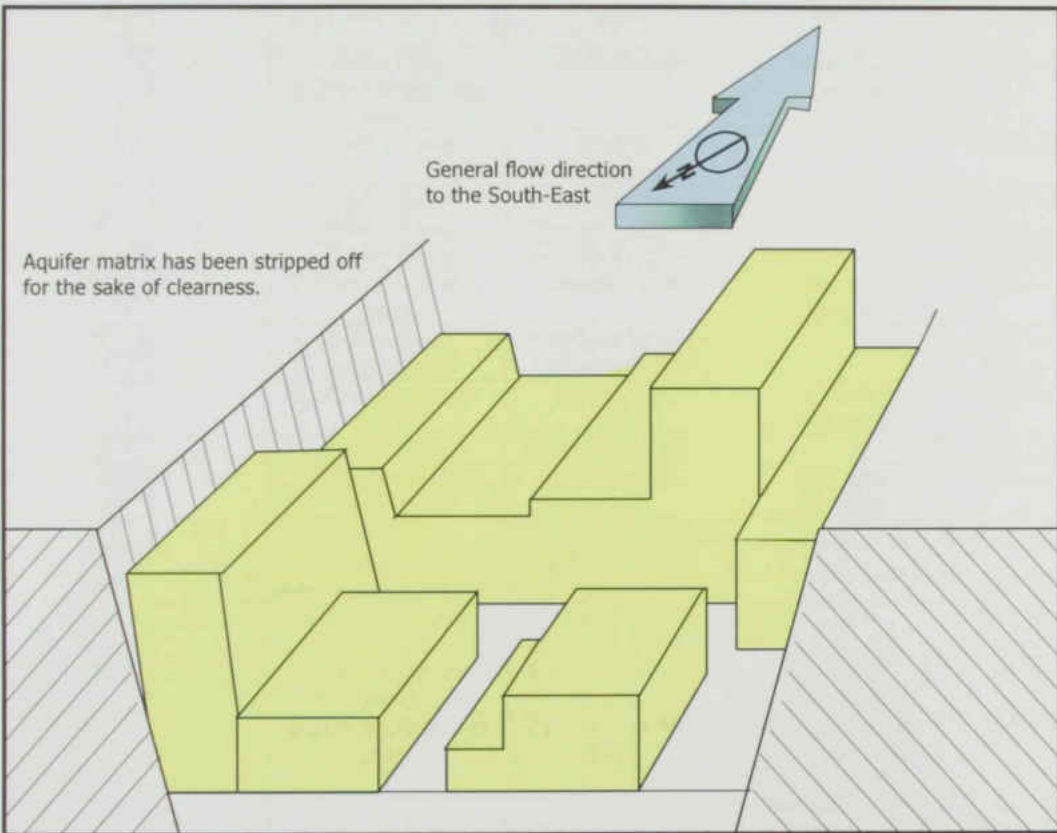 General flow direction
to the South-East
N
Aquifer matrix has been stripped off
for the sake of clearness.